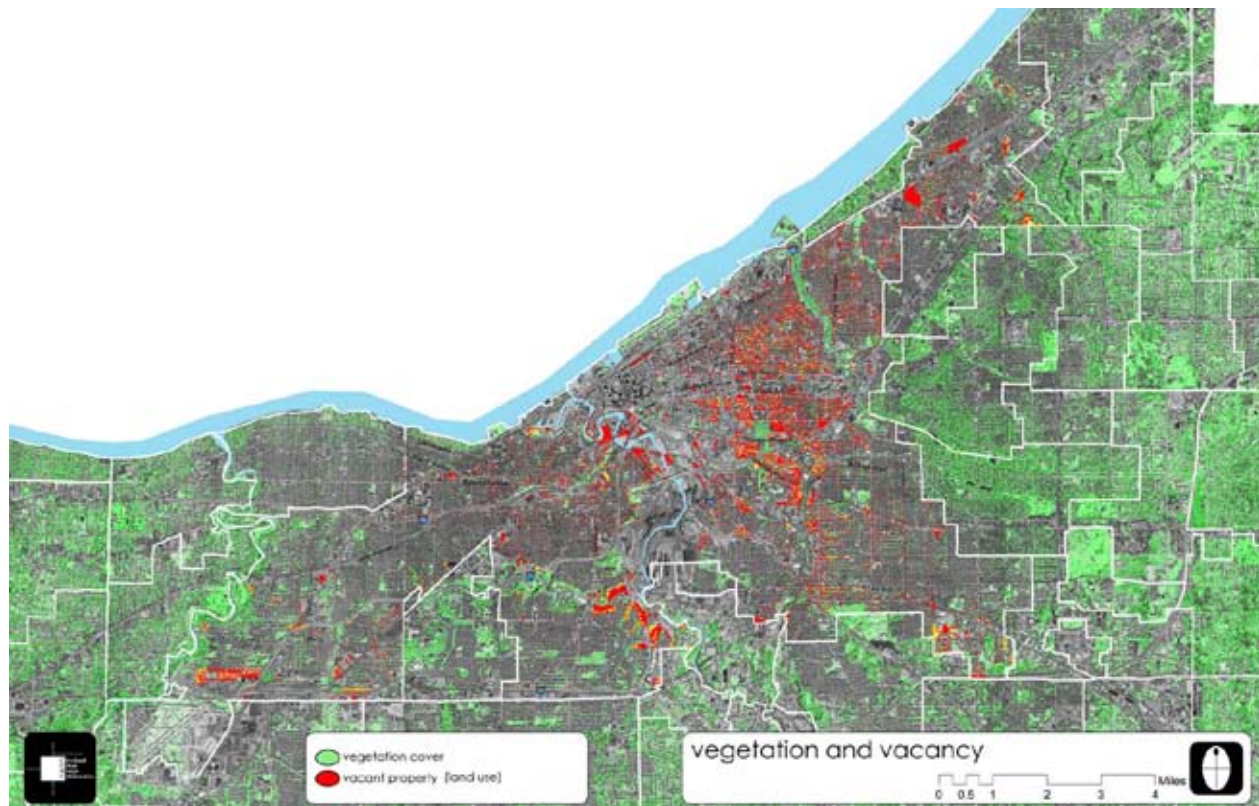 vegetation cover
vacant property (land use)
vegetation and vacancy
0 0.5 1 2 3 4 Miles